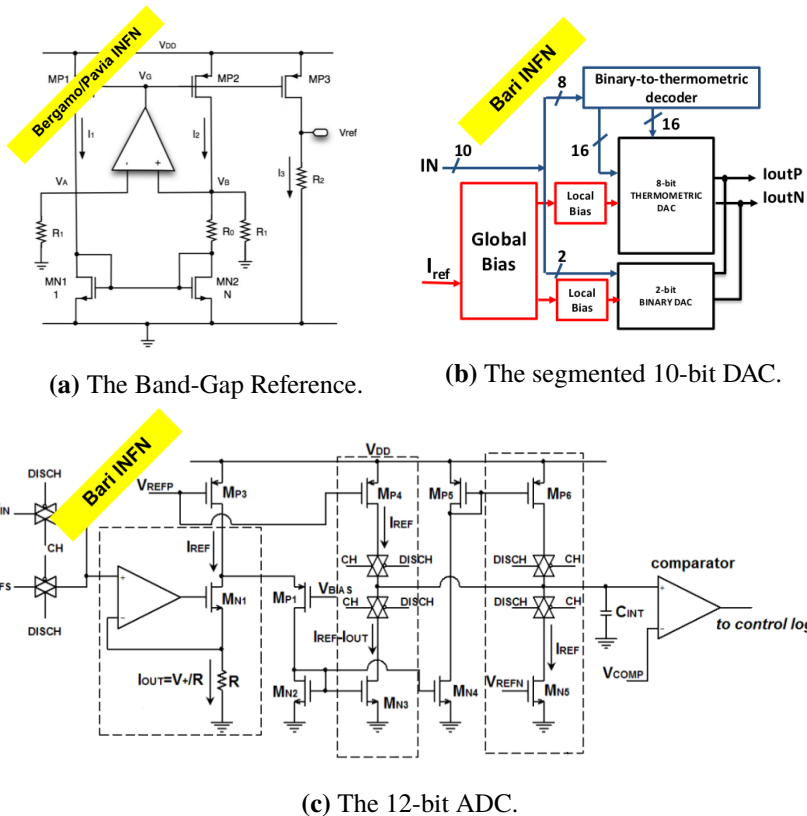 Bergamo/Pavia INFN
VDD
MP1
VG
MP2
MP3
I1
I2
Vref
I3
R2
-
+
VA
VB
R1
R0
R1
MN1
1
MN2
N
(a) The Band-Gap Reference.
Bari INFN
8
Binary-to-thermometric
decoder
10
16
16
IN
8-bit
THERMOMETRIC
DAC
IoutP
IoutN
Local
Bias
Global
Bias
2
Iref
Local
Bias
2-bit
BINARY DAC
(b) The segmented 10-bit DAC.
Bari INFN
VDD
DISCH
VREFP
MP3
MP4
MP5
MP6
IN
CH
IREF
IREF
DISCH
CH
CH
DISCH
comparator
FS
+
MN1
MP1
VBIAS
CH
DISCH
DISCH
CH
CINT
+
-
to control log
DISCH
-
IREF-IOUT
IREF
IOUT=V+/R
R
VCOMP
MN2
MN3
MN4
VREFN
MN5
(c) The 12-bit ADC.